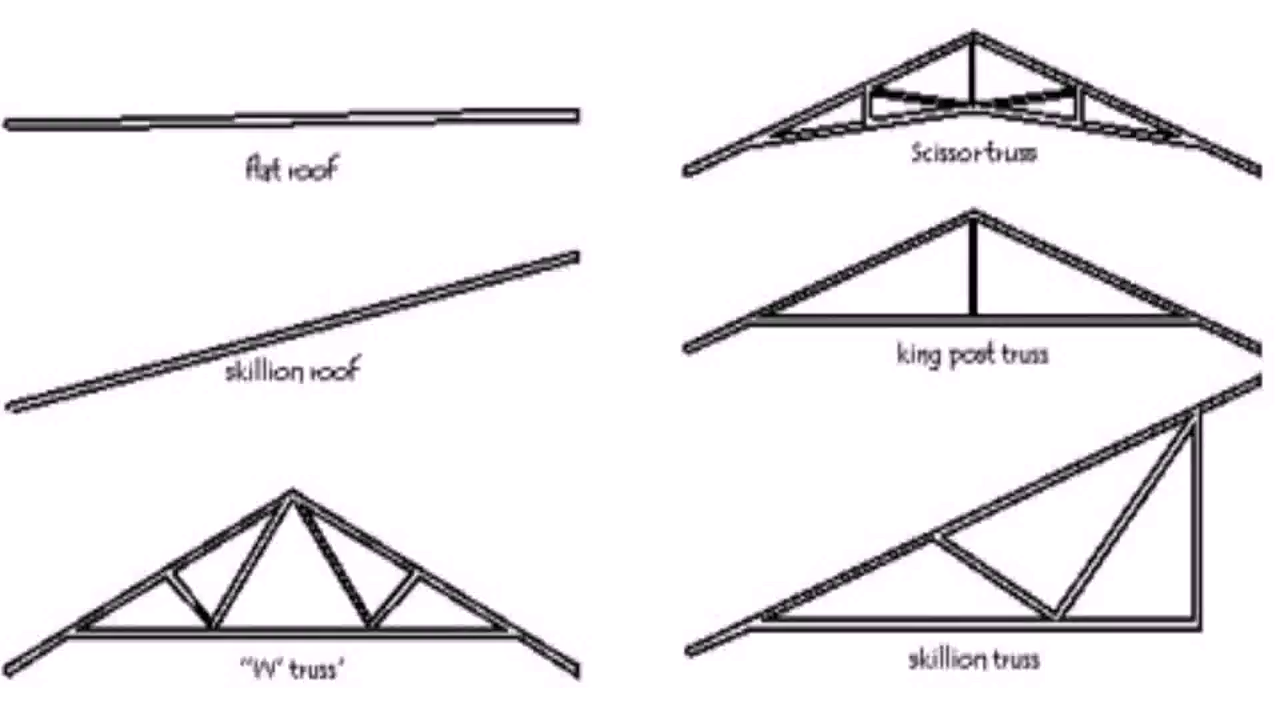 flat roof
Scissor truss
skillion roof
king post truss
"W' truss'
skillion truss